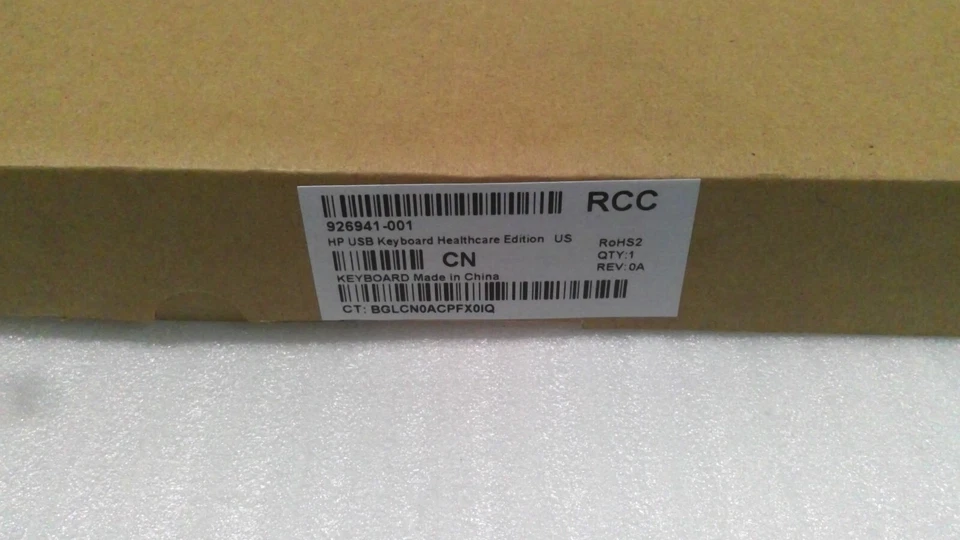 RCC
926941-001
HP USB Keyboard Healthcare Edition US
RoHS2
CN
QTY:1
REV:0A
KEYBOARD Made in China
CT: BGLCN0ACPFX0IQ